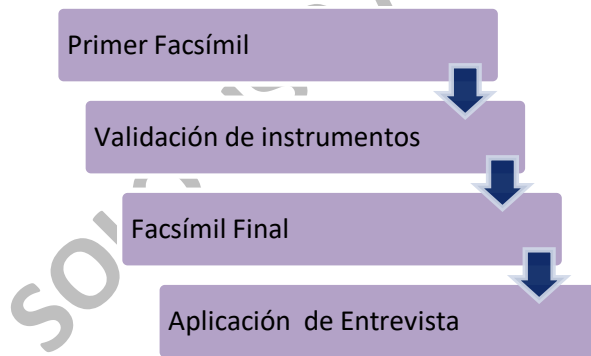 Primer Facsímil
Validación de instrumentos
Facsímil Final
Aplicación  de Entrevista